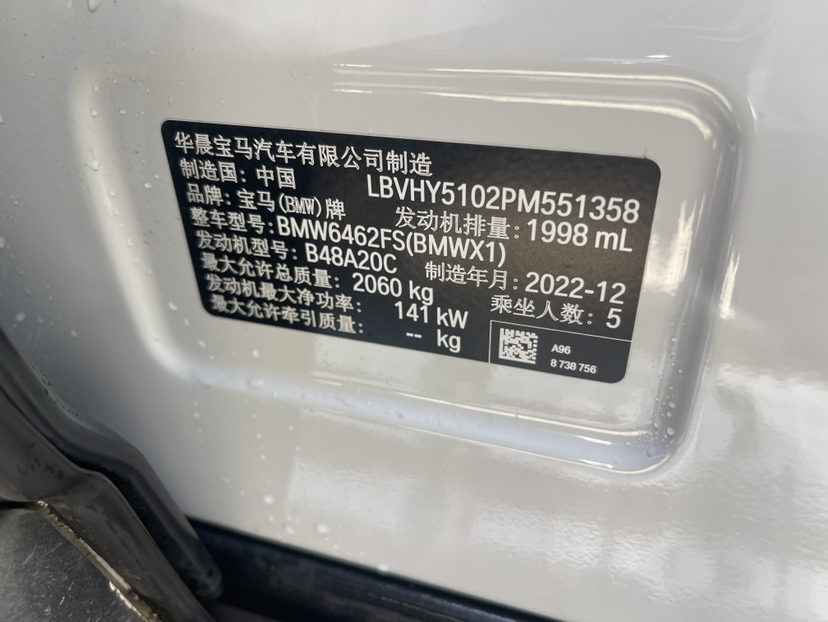 华晨宝马汽车有限公司制造
制造国: 中国 LBVHY5102PM551358
品牌: 宝马(BMW)牌 发动机排量: 1998 mL
整车型号: BMW6462FS(BMWX1)
发动机型号: B48A20C 制造年月: 2022-12
最大允许总质量: 2060 kg 乘坐人数: 5
发动机最大净功率: 141 kW
最大允许牵引质量: -- kg
A96
8 738 756